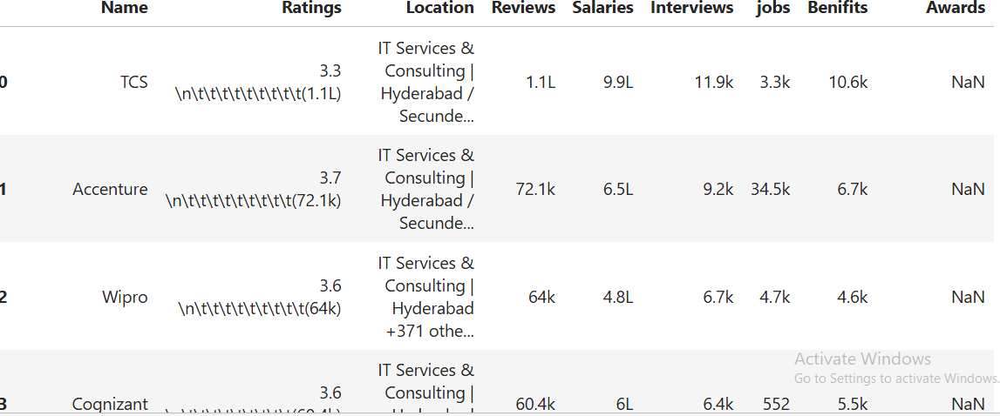 Name Ratings Location Reviews Salaries Interviews jobs Benifits Awards
IT Services &
3.3 Consulting |
0 TCS 1.1L 9.9L 11.9k 3.3k 10.6k NaN
\n\t\t\t\t\t\t\t\t\t(1.1L) Hyderabad /
Secunde...
IT Services &
3.7 Consulting |
1 Accenture 72.1k 6.5L 9.2k 34.5k 6.7k NaN
\n\t\t\t\t\t\t\t\t\t(72.1k) Hyderabad /
Secunde...
IT Services &
3.6 Consulting |
2 Wipro 64k 4.8L 6.7k 4.7k 4.6k NaN
\n\t\t\t\t\t\t\t\t\t(64k) Hyderabad
+371 othe...
IT Services &
3.6 Consulting |
3 Cognizant 60.4k 6L 6.4k 552 5.5k NaN
Activate Windows
Go to Settings to activate Windows.